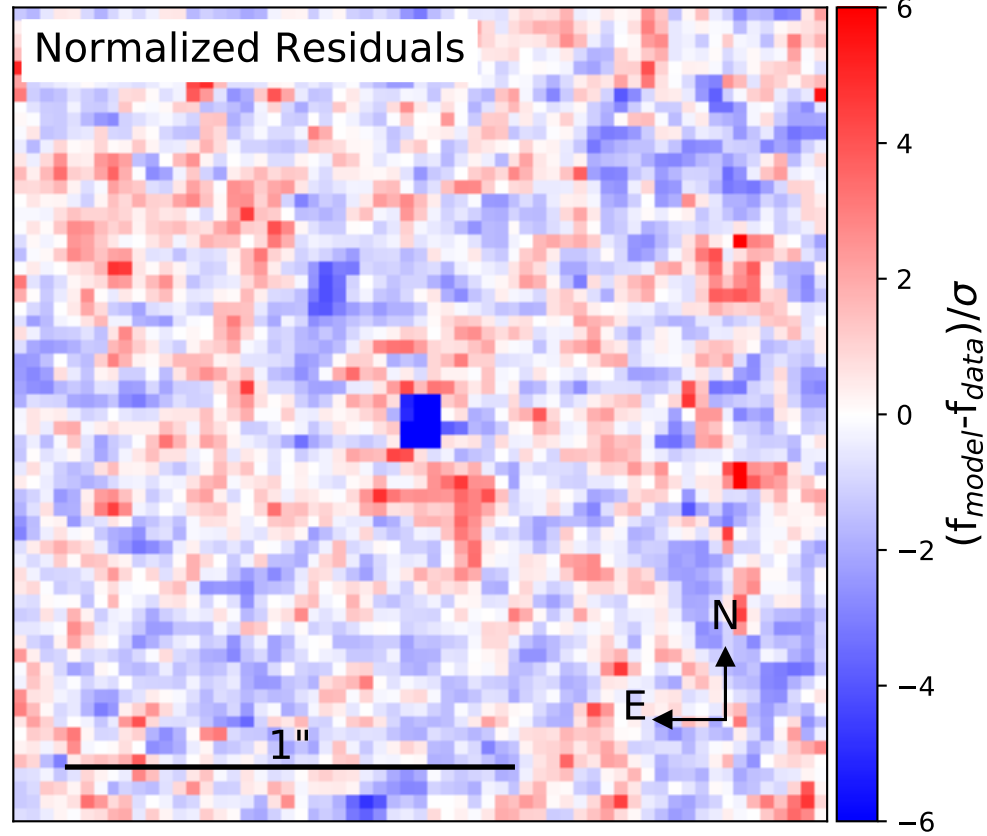 Normalized Residuals
6
4
2
0
−2
−4
−6
(f_model-f_data)/σ
N
E
1"